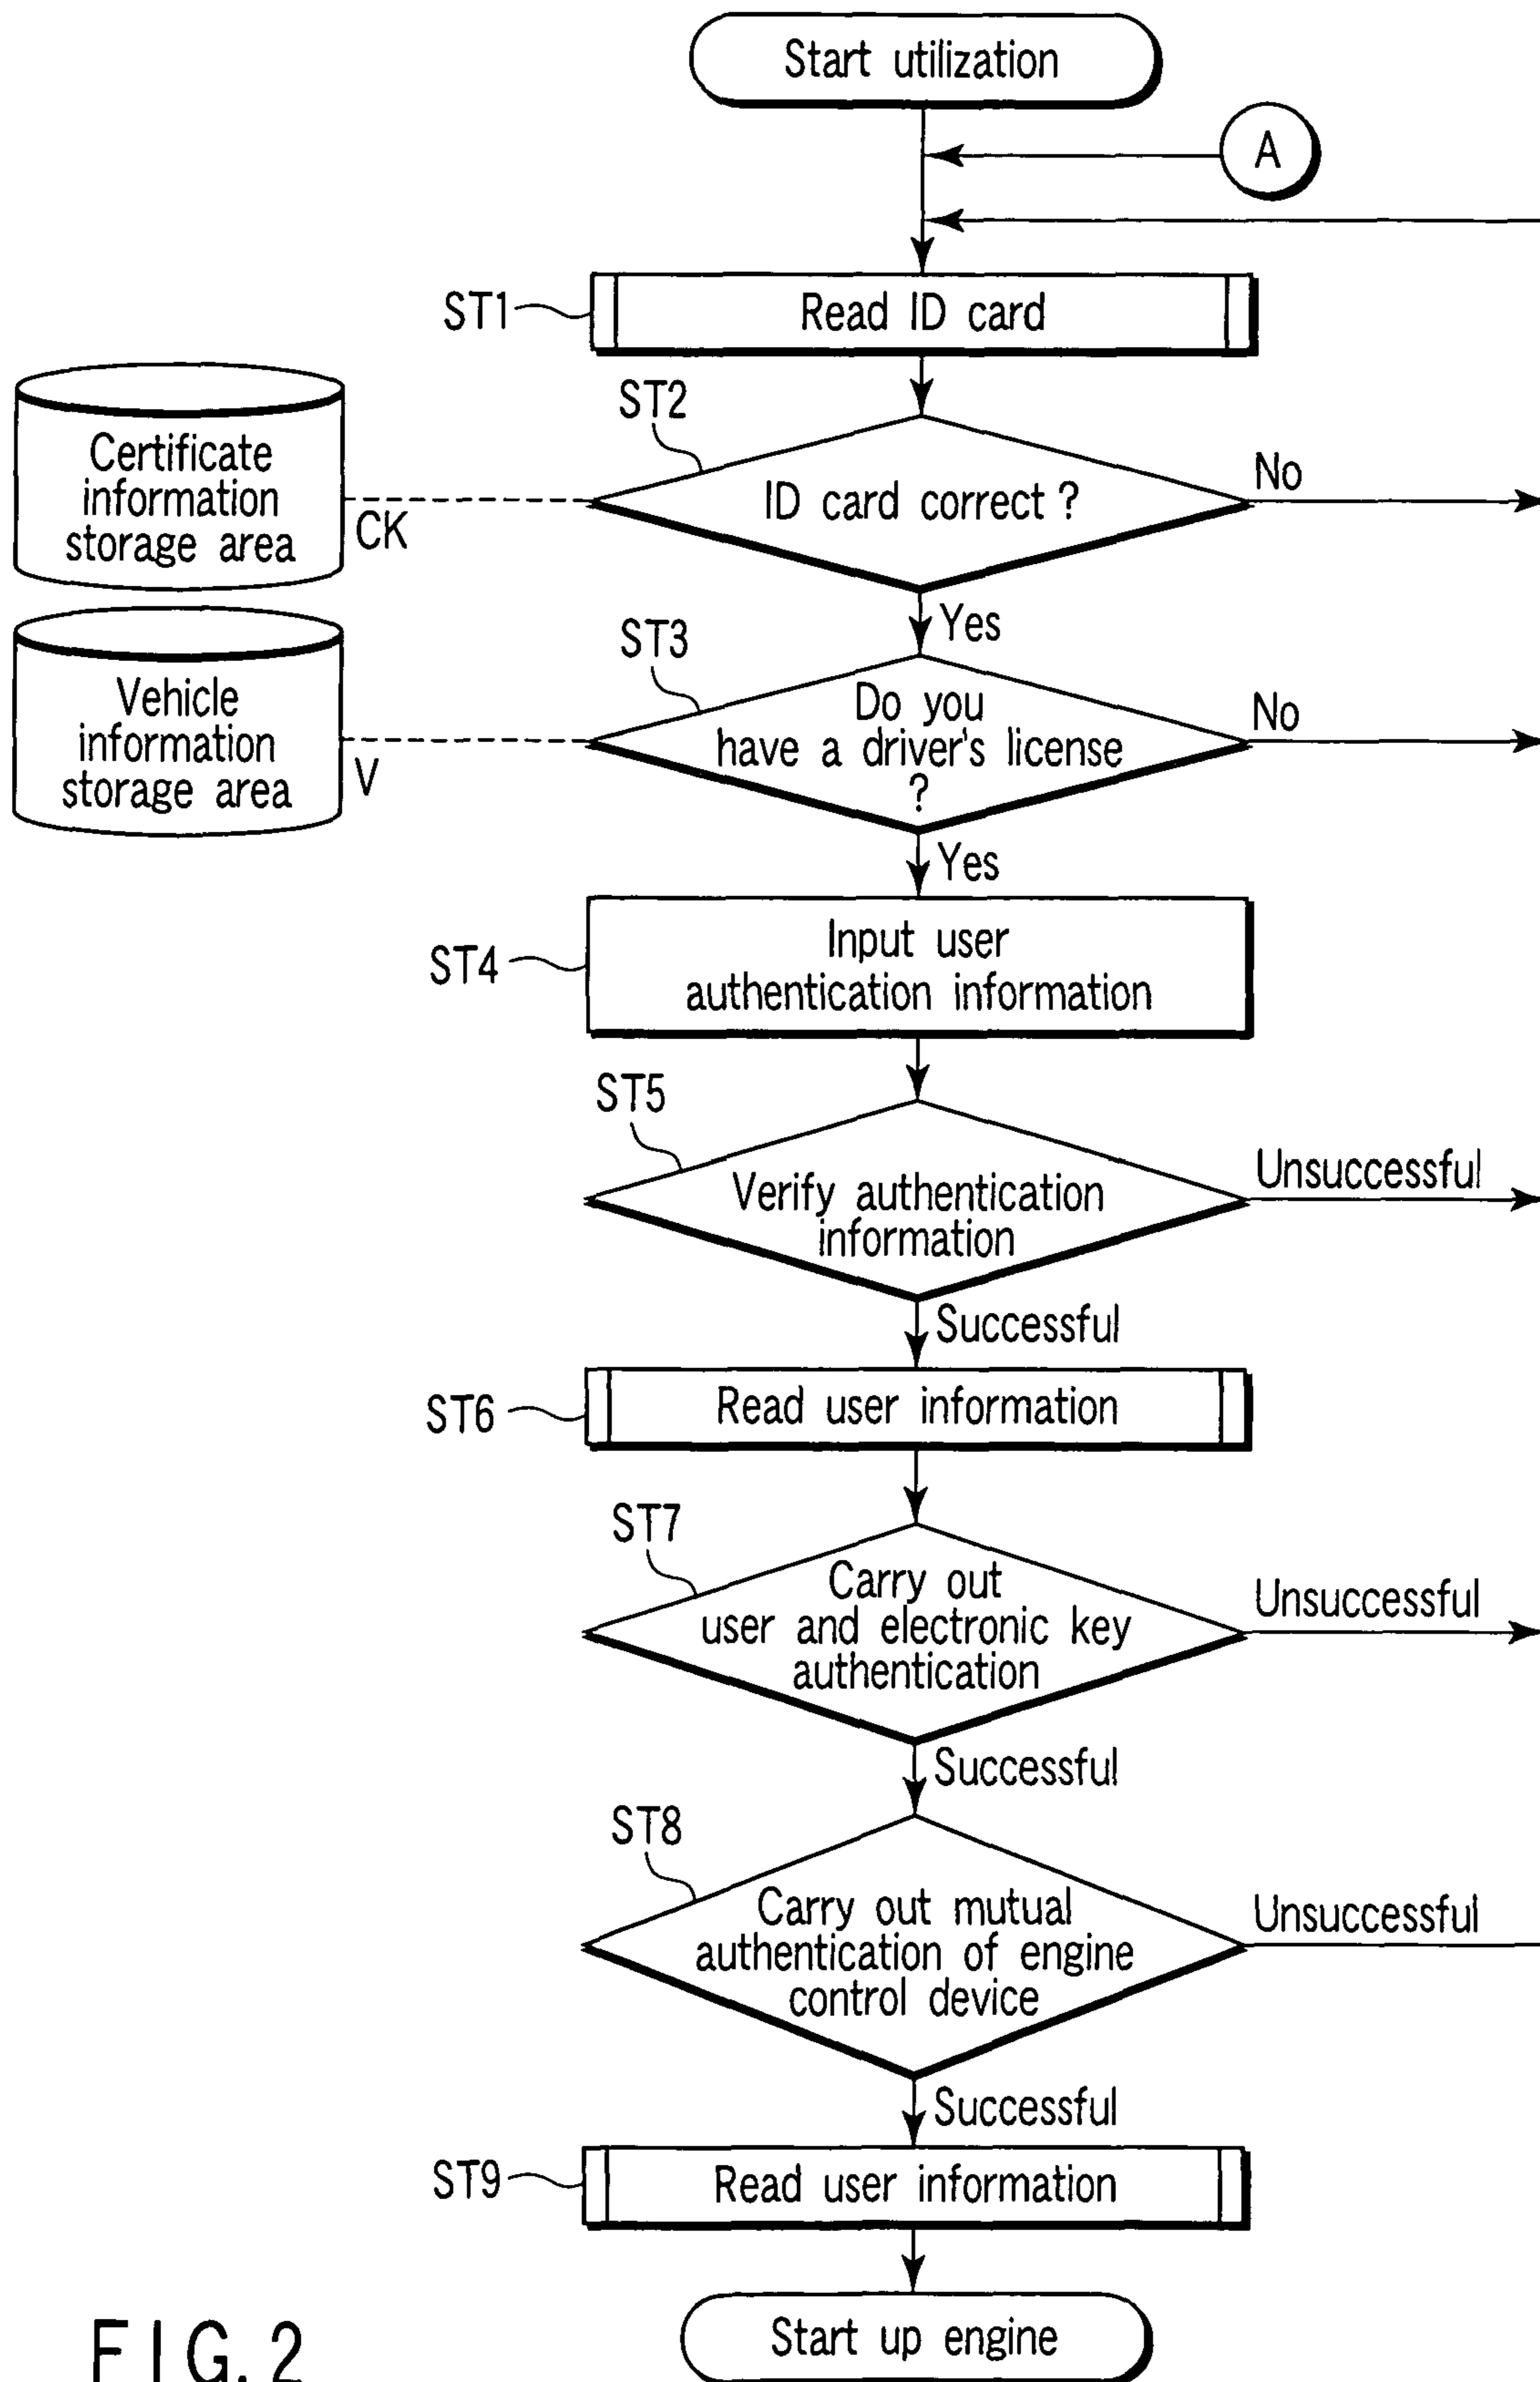 Start utilization
A
ST1
Read ID card
ST2
Certificate
information
storage area
CK
ID card correct ?
No
Yes
ST3
Vehicle
information
storage area
V
Do you
have a driver's license
?
No
Yes
ST4
Input user
authentication information
ST5
Verify authentication
information
Unsuccessful
Successful
ST6
Read user information
ST7
Carry out
user and electronic key
authentication
Unsuccessful
Successful
ST8
Carry out mutual
authentication of engine
control device
Unsuccessful
Successful
ST9
Read user information
Start up engine
FIG. 2